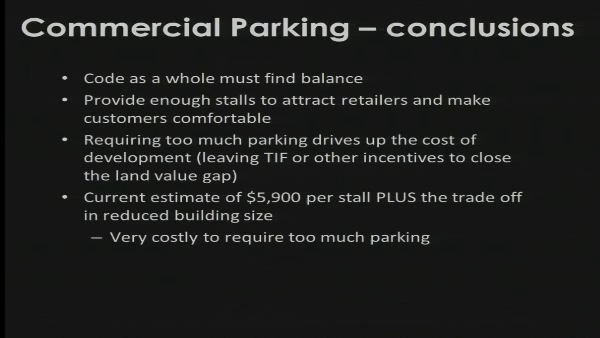 Commercial Parking – conclusions
• Code as a whole must find balance
• Provide enough stalls to attract retailers and make
customers comfortable
• Requiring too much parking drives up the cost of
development (leaving TIF or other incentives to close
the land value gap)
• Current estimate of $5,900 per stall PLUS the trade off
in reduced building size
– Very costly to require too much parking